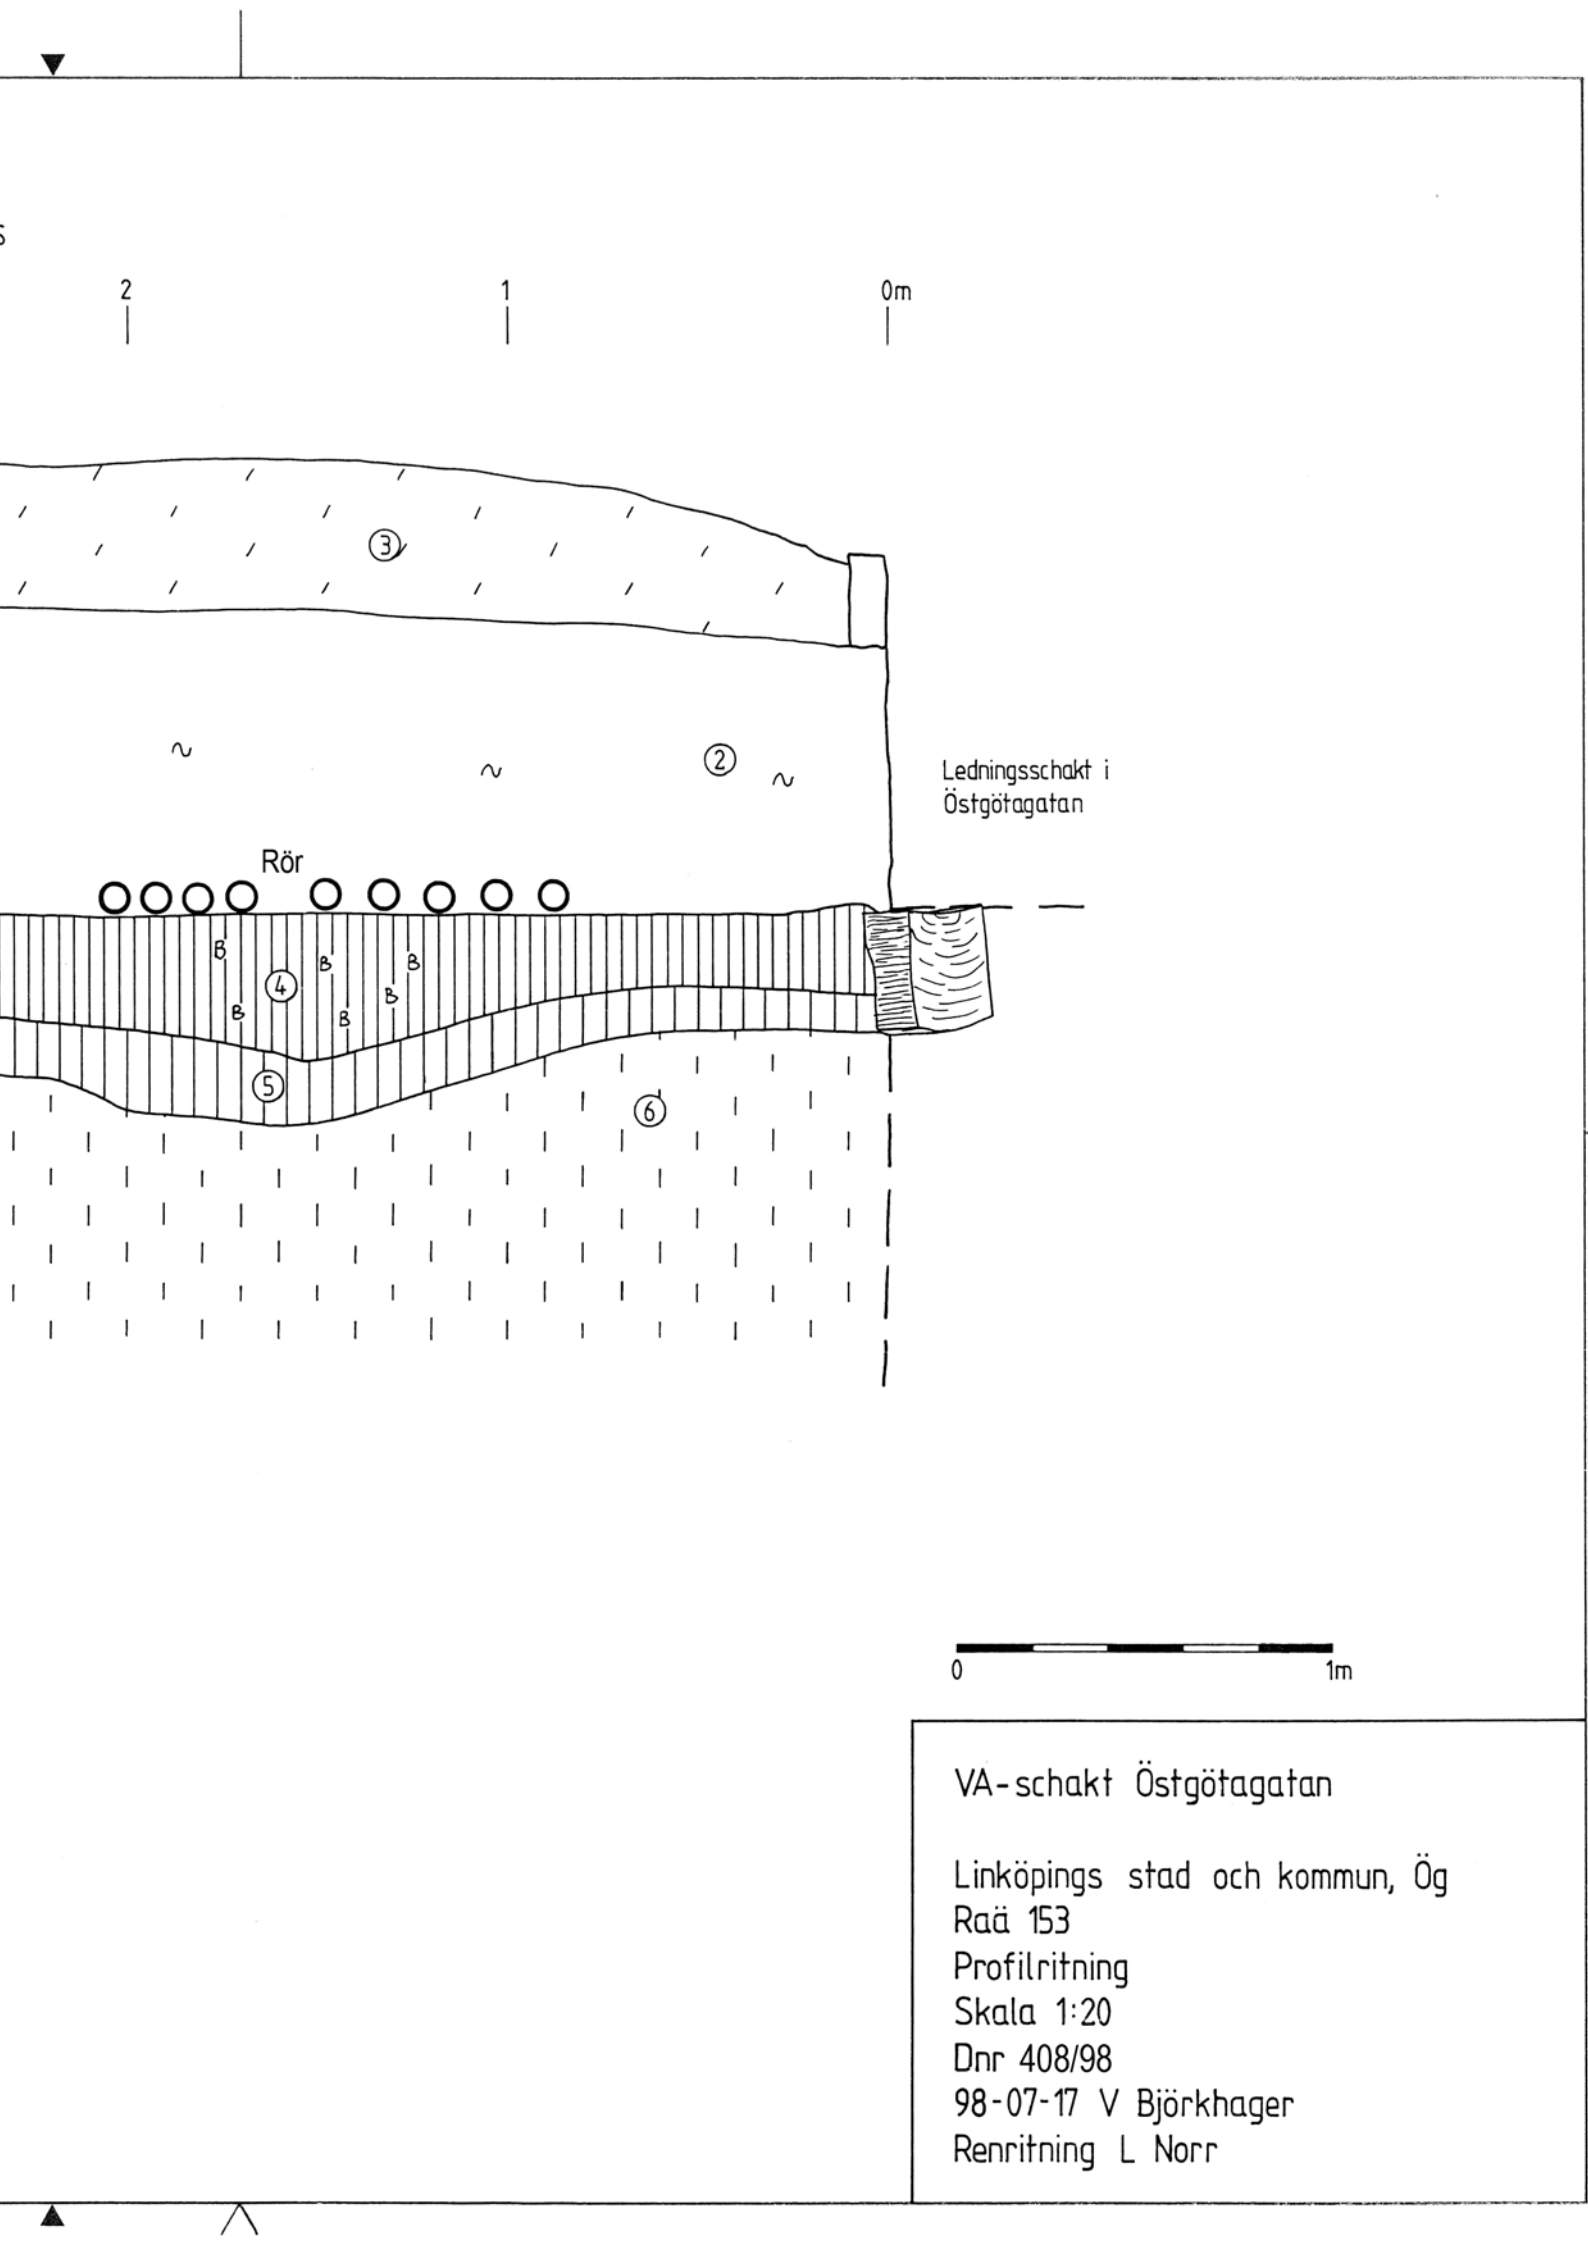 S
2 1 0m
3
2
Ledningsschakt i
Östgötagatan
Rör
B
B B
4
B
B B
5
6
0 1m
VA-schakt Östgötagatan
Linköpings stad och kommun, Ög
Raä 153
Profilritning
Skala 1:20
Dnr 408/98
98-07-17 V Björkhager
Renritning L Norr